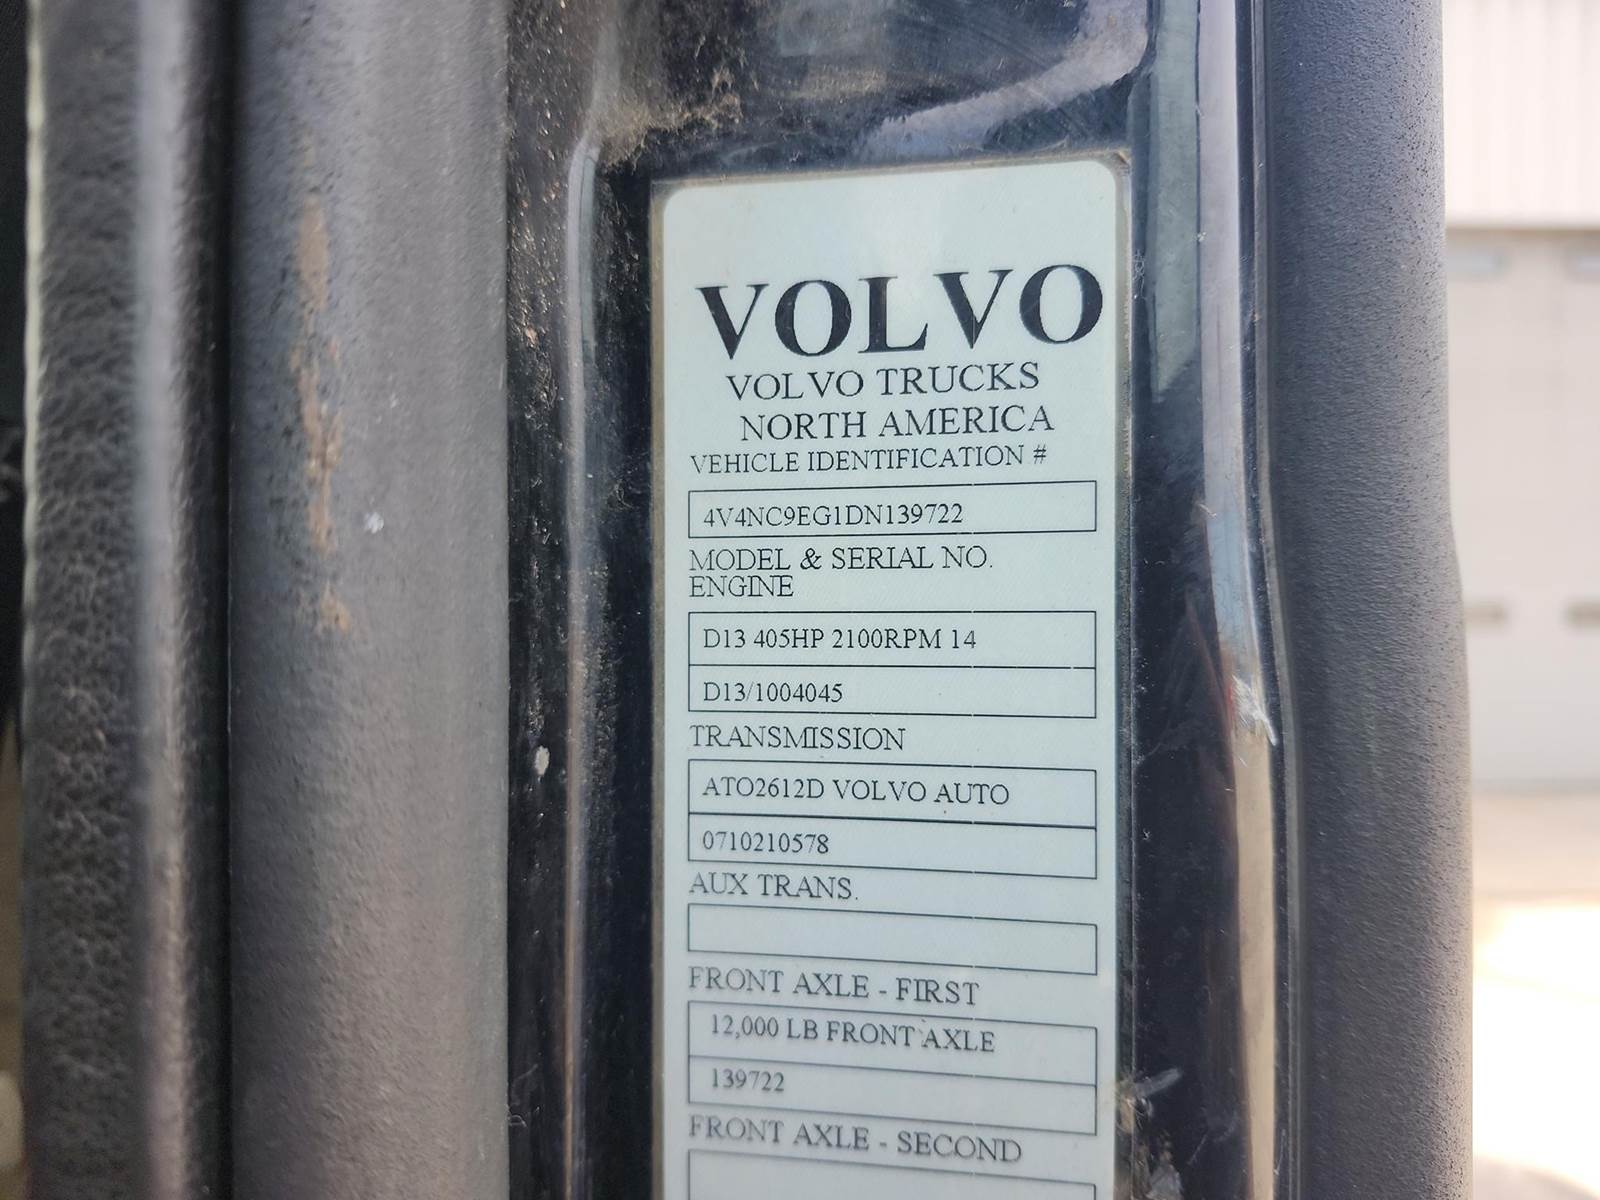 VOLVO
VOLVO TRUCKS
NORTH AMERICA
VEHICLE IDENTIFICATION #
4V4NC9EG1DN139722
MODEL & SERIAL NO.
ENGINE
D13 405HP 2100RPM 14
D13/1004045
TRANSMISSION
ATO2612D VOLVO AUTO
0710210578
AUX TRANS.
FRONT AXLE - FIRST
12,000 LB FRONT AXLE
139722
FRONT AXLE - SECOND